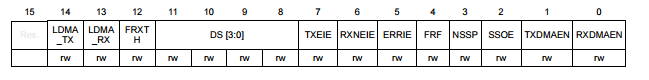 15 14 13 12 11 10 9 8 7 6 5 4 3 2 1 0
Res. LDMA_TX LDMA_RX FRXTH DS [3:0] TXEIE RXNEIE ERRIE FRF NSSP SSOE TXDMAEN RXDMAEN
rw rw rw rw rw rw rw rw rw rw rw rw rw rw rw